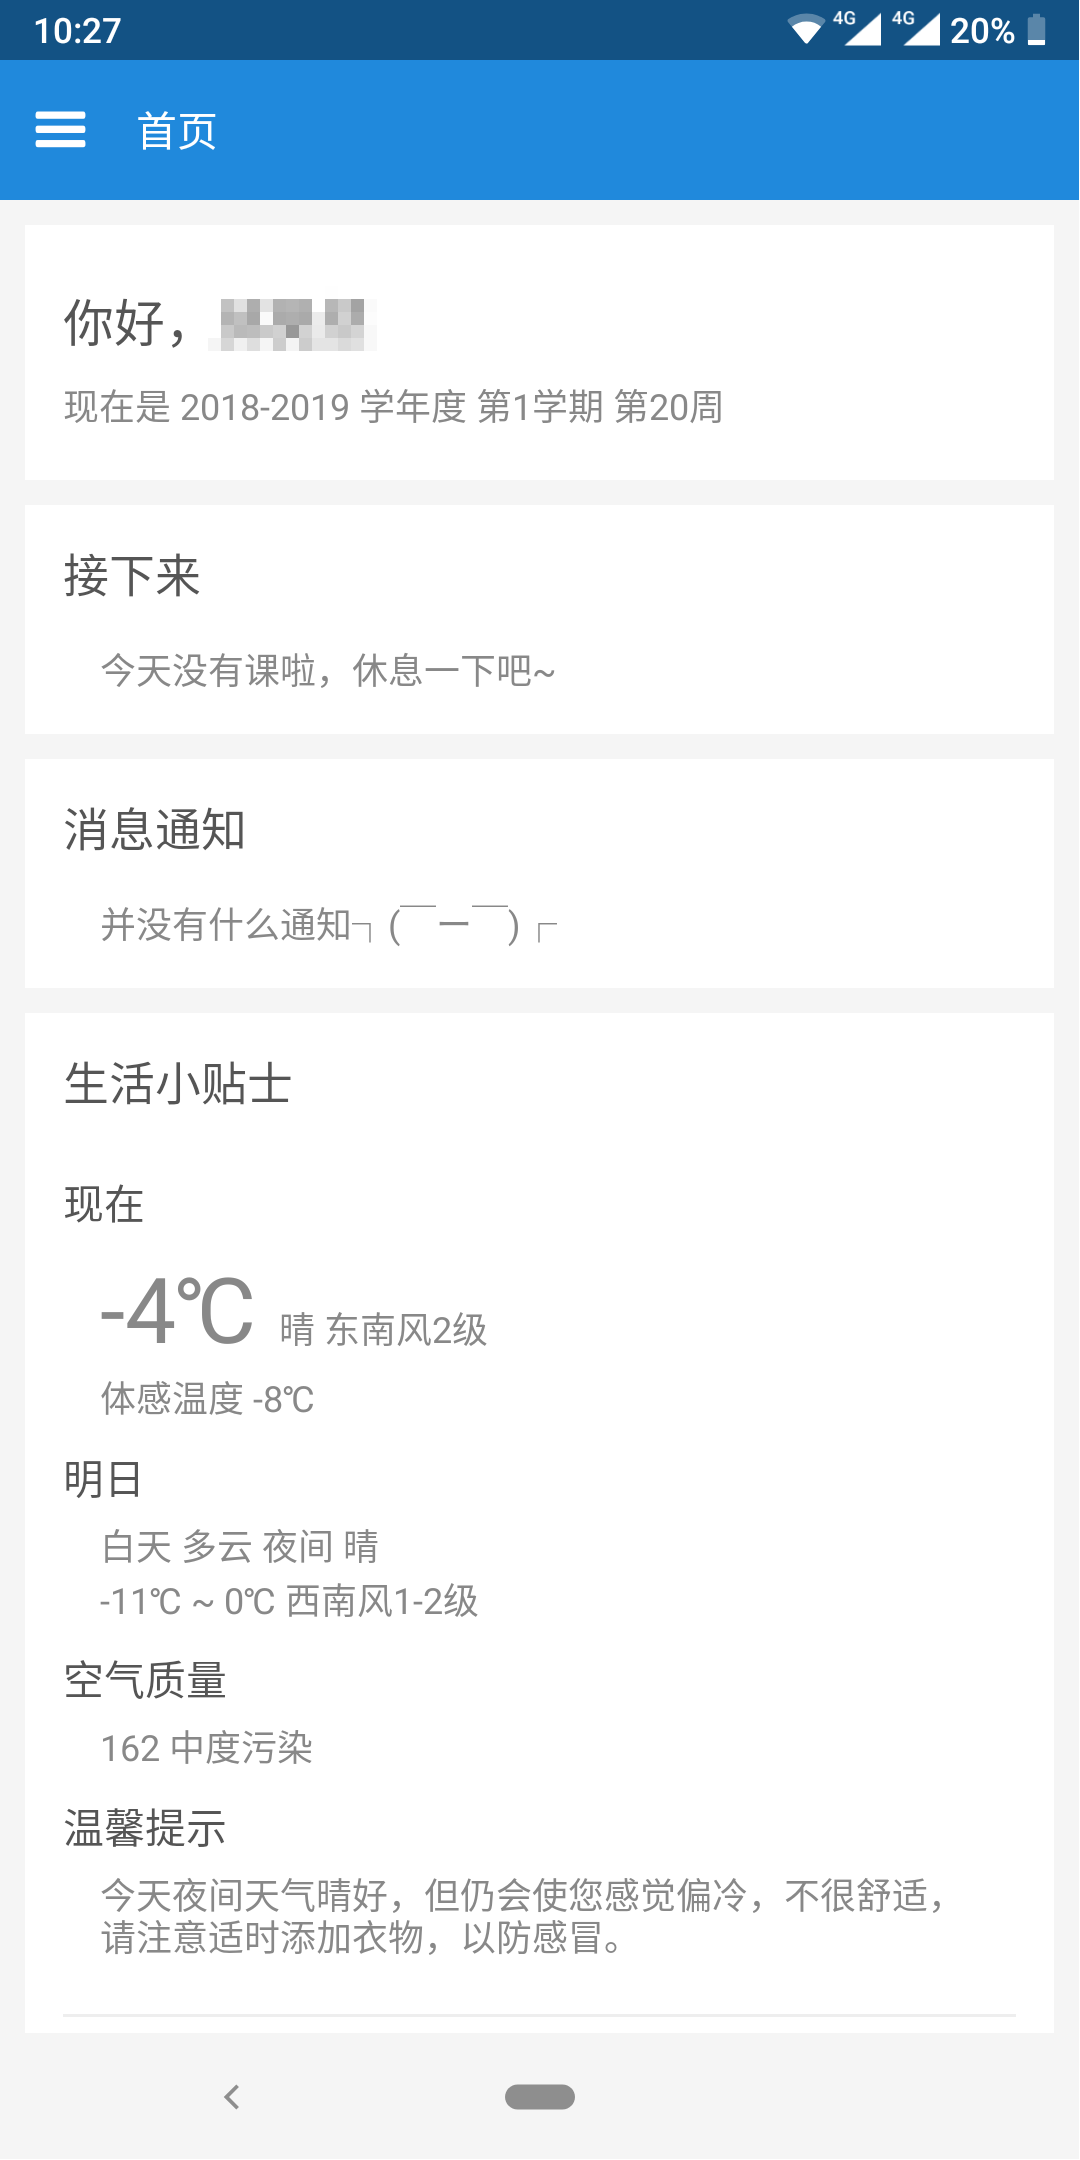 10:27
4G 4G 20%
首页
你好，
现在是 2018-2019 学年度 第1学期 第20周
接下来
今天没有课啦，休息一下吧~
消息通知
并没有什么通知┐(￣ー￣)┌
生活小贴士
现在
-4℃ 晴 东南风2级
体感温度 -8℃
明日
白天 多云 夜间 晴
-11℃ ~ 0℃ 西南风1-2级
空气质量
162 中度污染
温馨提示
今天夜间天气晴好，但仍会使您感觉偏冷，不很舒适，
请注意适时添加衣物，以防感冒。